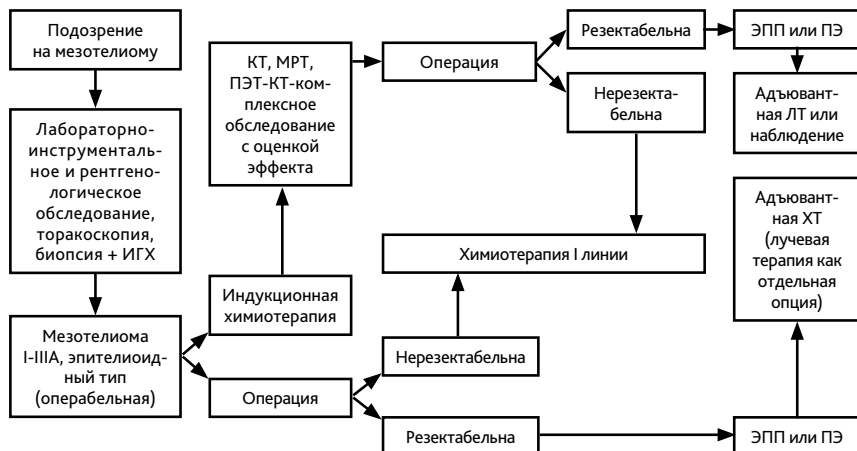 Подозрение
на мезотелиому
Лабораторно-
инструменталь-
ное и рентгено-
логическое
обследование,
торакоскопия,
биопсия + ИГХ
Мезотелиома
I-IIIA, эпителиоид-
ный тип
(операбельная)
КТ, МРТ,
ПЭТ-КТ-ком-
плексное
обследование
с оценкой
эффекта
Индукционная
химиотерапия
Операция
Операция
Резектабельна
Нерезекта-
бельна
ЭПП или ПЭ
Адъювант-
ная ЛТ или
наблюдение
Химиотерапия I линии
Нерезектабельна
Резектабельна
Адъювант-
ная ХТ
(лучевая
терапия как
отдельная
опция)
ЭПП или ПЭ